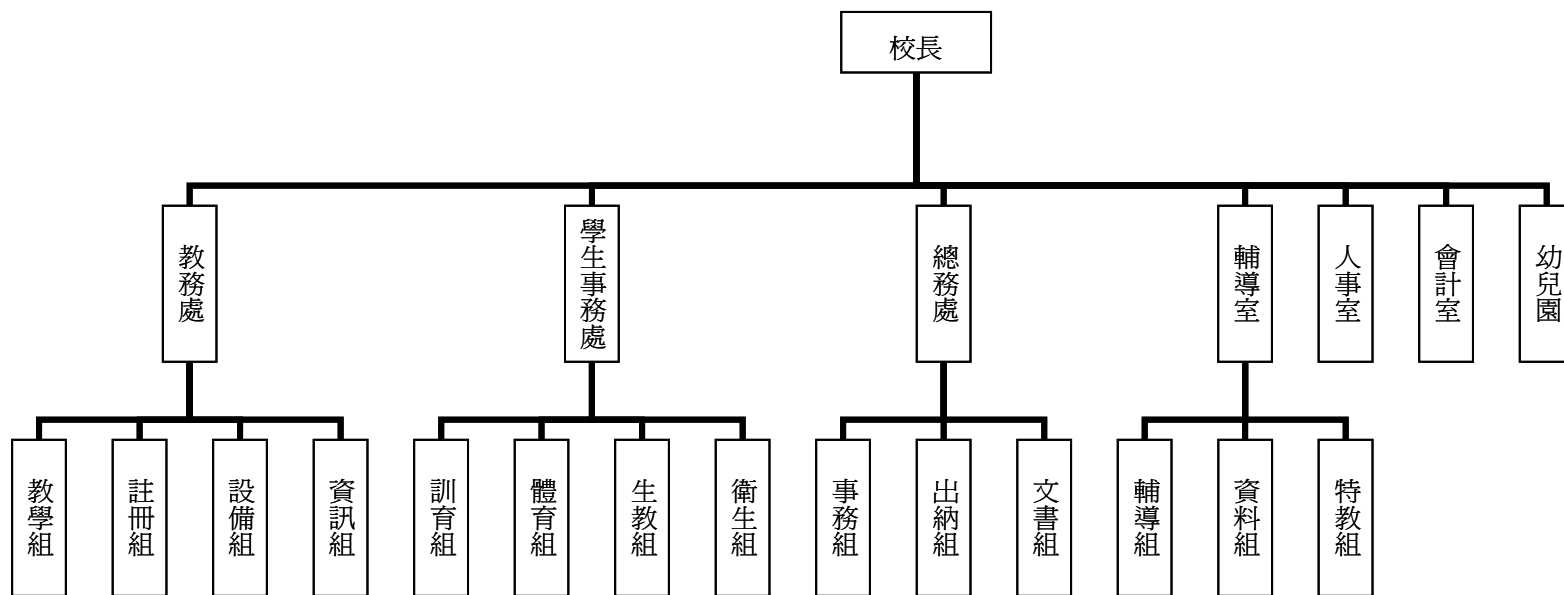 校長
教務處
學生事務處
總務處
輔導室
人事室
會計室
幼兒園
教學組
註冊組
設備組
資訊組
訓育組
體育組
生教組
衛生組
事務組
出納組
文書組
輔導組
資料組
特教組